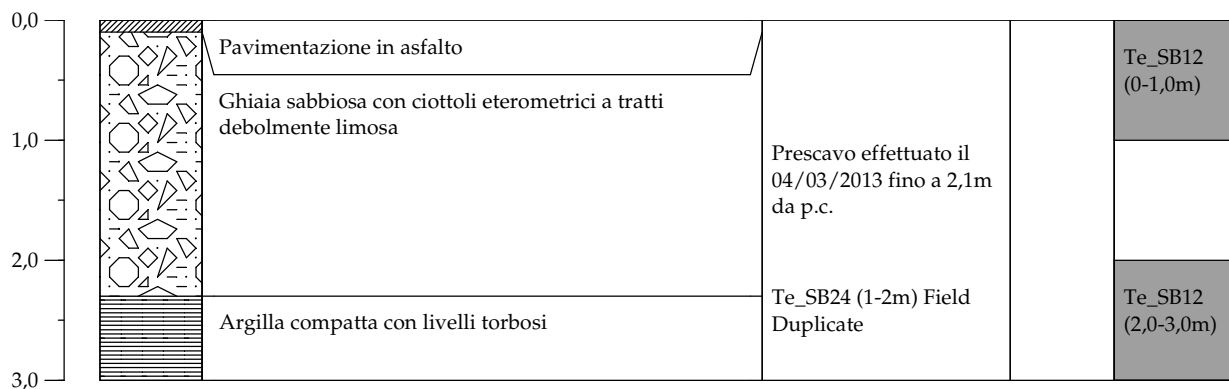 0,0
1,0
2,0
3,0
Pavimentazione in asfalto
Ghiaia sabbiosa con ciottoli eterometrici a tratti
debolmente limosa
Argilla compatta con livelli torbosi
Prescavo effettuato il
04/03/2013 fino a 2,1m
da p.c.
Te_SB24 (1-2m) Field
Duplicate
Te_SB12
(0-1,0m)
Te_SB12
(2,0-3,0m)